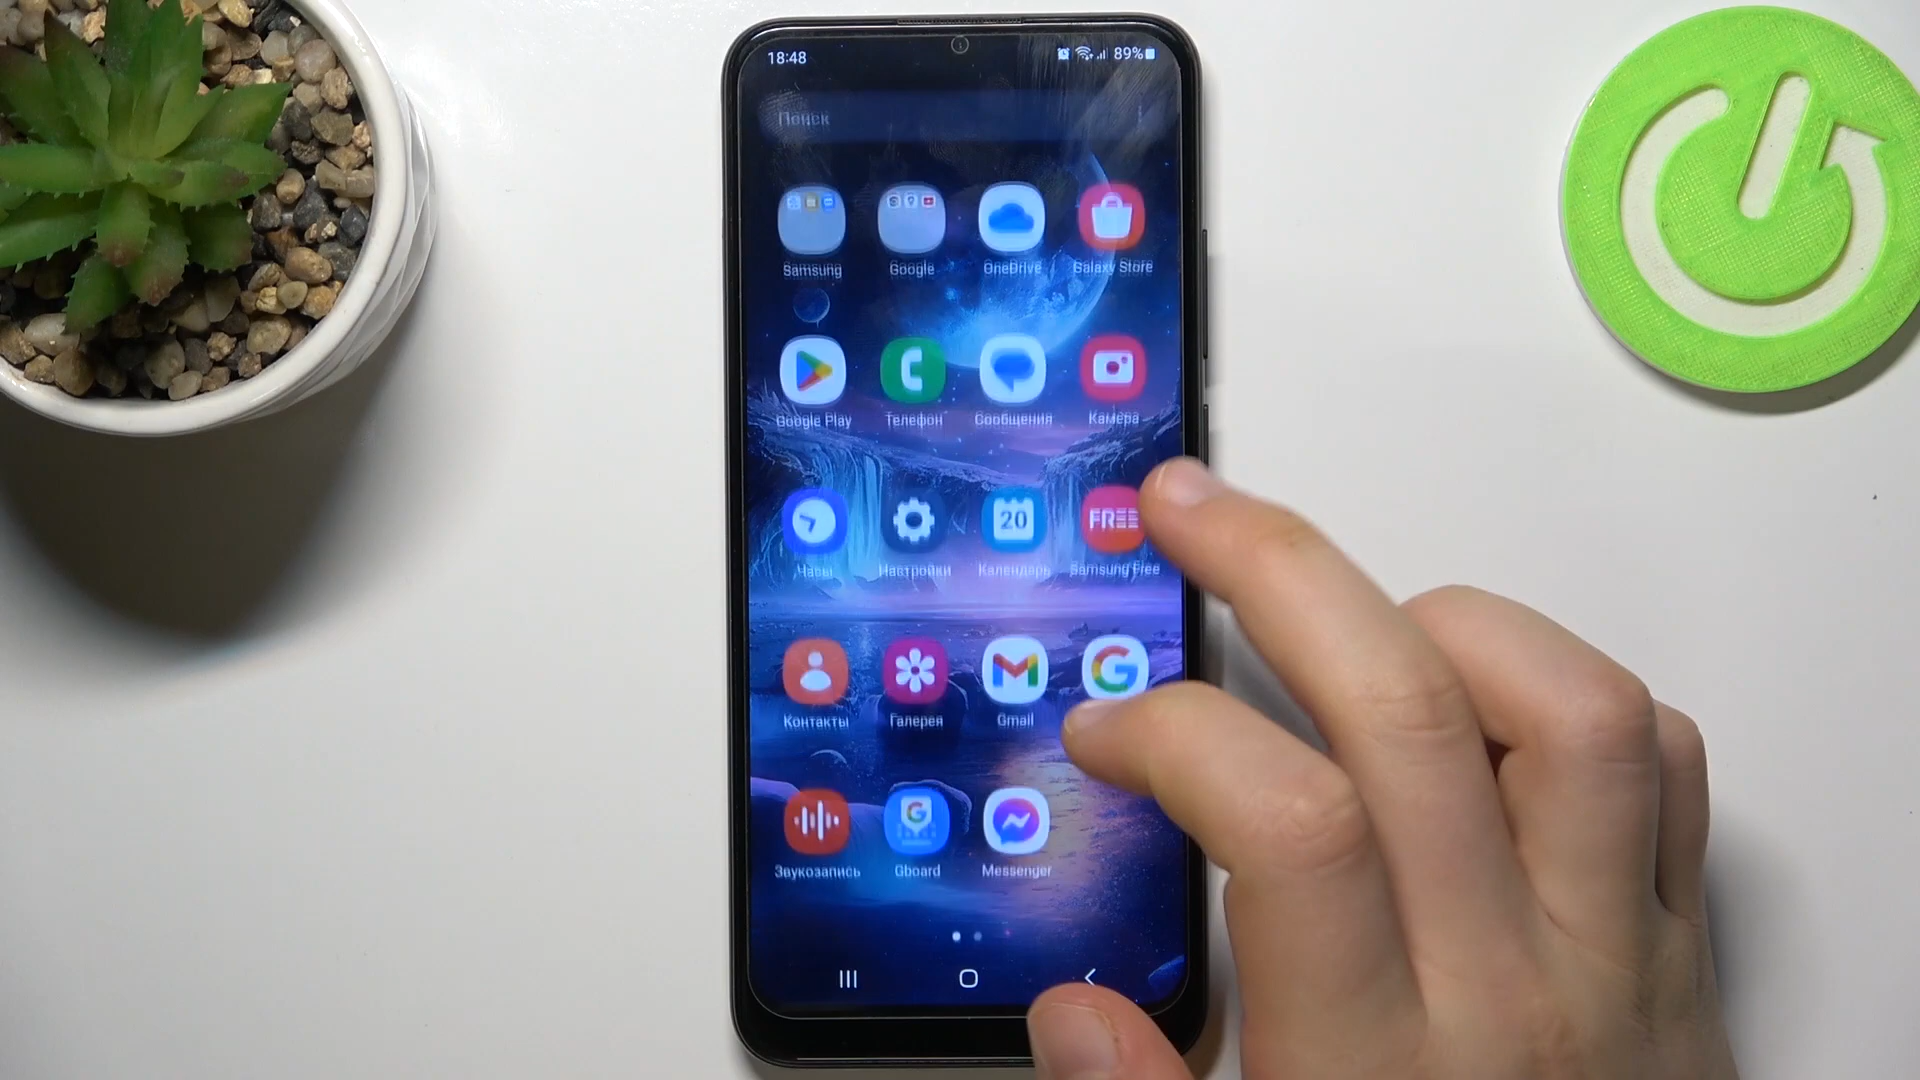 18:48 89%
Поиск
Samsung Google OneDrive Galaxy Store
Google Play Телефон Сообщения Камера
20 FREE
Часы Настройки Календарь Samsung Free
G
Контакты Галерея Gmail
G
Звукозапись Gboard Messenger